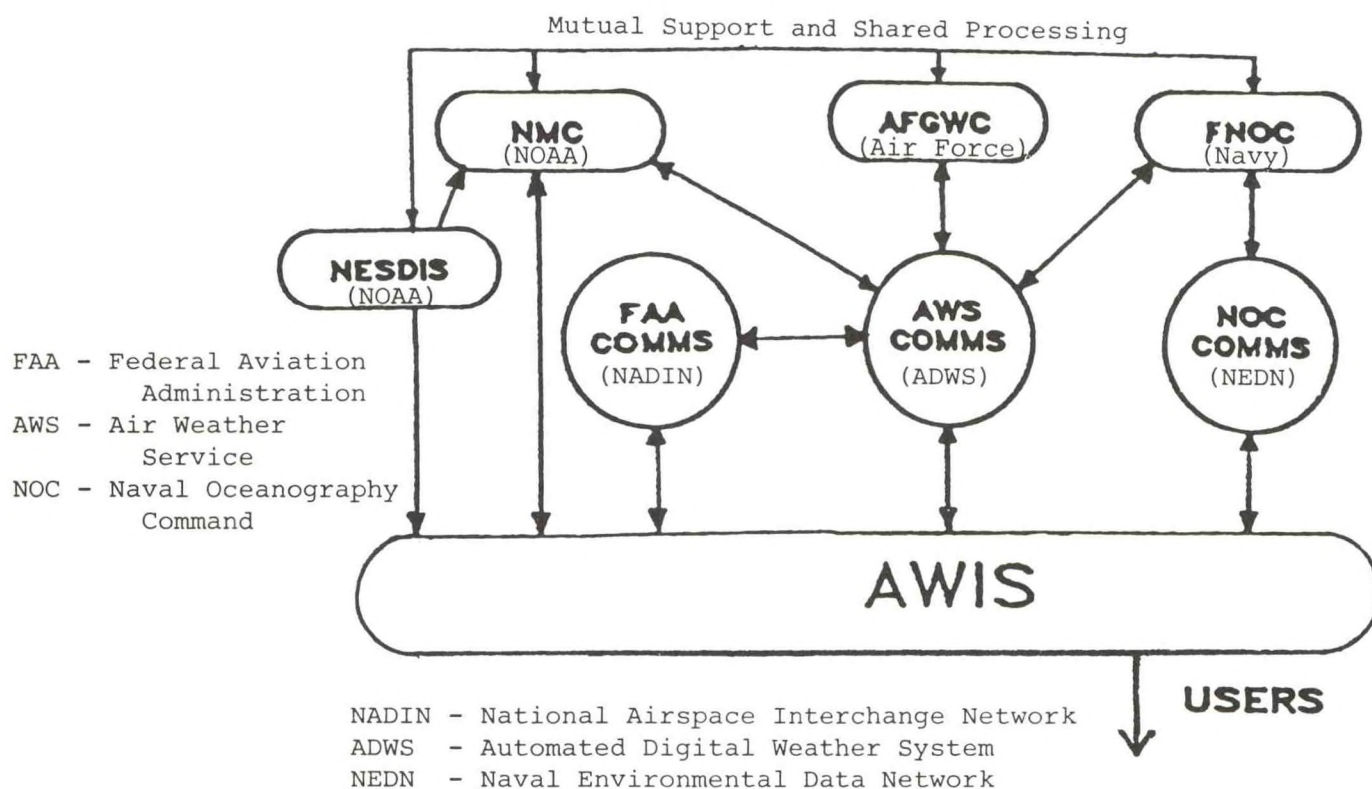 Mutual Support and Shared Processing
NMC
(NOAA)
AFGWC
(Air Force)
FNOC
(Navy)
NESDIS
(NOAA)
FAA
COMMS
(NADIN)
AWS
COMMS
(ADWS)
NOC
COMMS
(NEDN)
FAA - Federal Aviation
Administration
AWS - Air Weather
Service
NOC - Naval Oceanography
Command
AWIS
USERS
NADIN - National Airspace Interchange Network
ADWS - Automated Digital Weather System
NEDN - Naval Environmental Data Network